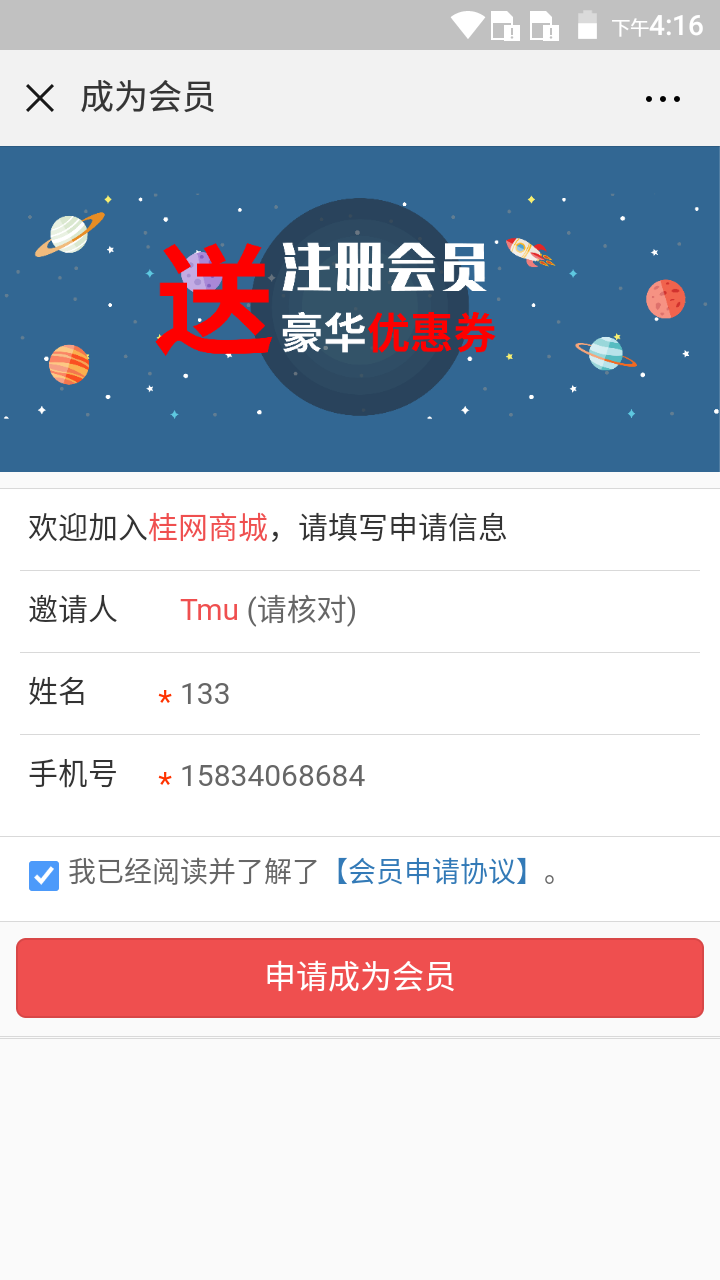 下午4:16
成为会员
送
注册会员
豪华优惠券
欢迎加入桂网商城，请填写申请信息
邀请人 Tmu (请核对)
姓名 * 133
手机号 * 15834068684
我已经阅读并了解了【会员申请协议】。
申请成为会员